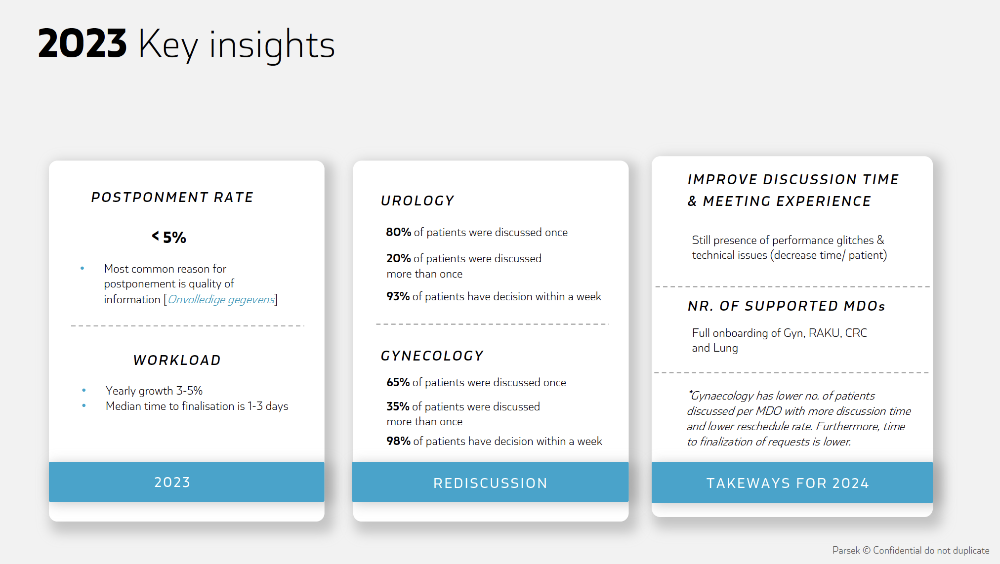 2023 Key insights
POSTPONMENT RATE
< 5%
• Most common reason for
postponement is quality of
information [Onvolledige gegevens]
WORKLOAD
• Yearly growth 3-5%
• Median time to finalisation is 1-3 days
2023
UROLOGY
80% of patients were discussed once
20% of patients were discussed
more than once
93% of patients have decision within a week
GYNECOLOGY
65% of patients were discussed once
35% of patients were discussed
more than once
98% of patients have decision within a week
REDISCUSSION
IMPROVE DISCUSSION TIME
& MEETING EXPERIENCE
Still presence of performance glitches &
technical issues (decrease time/ patient)
NR. OF SUPPORTED MDOs
Full onboarding of Gyn, RAKU, CRC
and Lung
*Gynaecology has lower no. of patients
discussed per MDO with more discussion time
and lower reschedule rate. Furthermore, time
to finalization of requests is lower.
TAKEWAYS FOR 2024
Parsek © Confidential do not duplicate